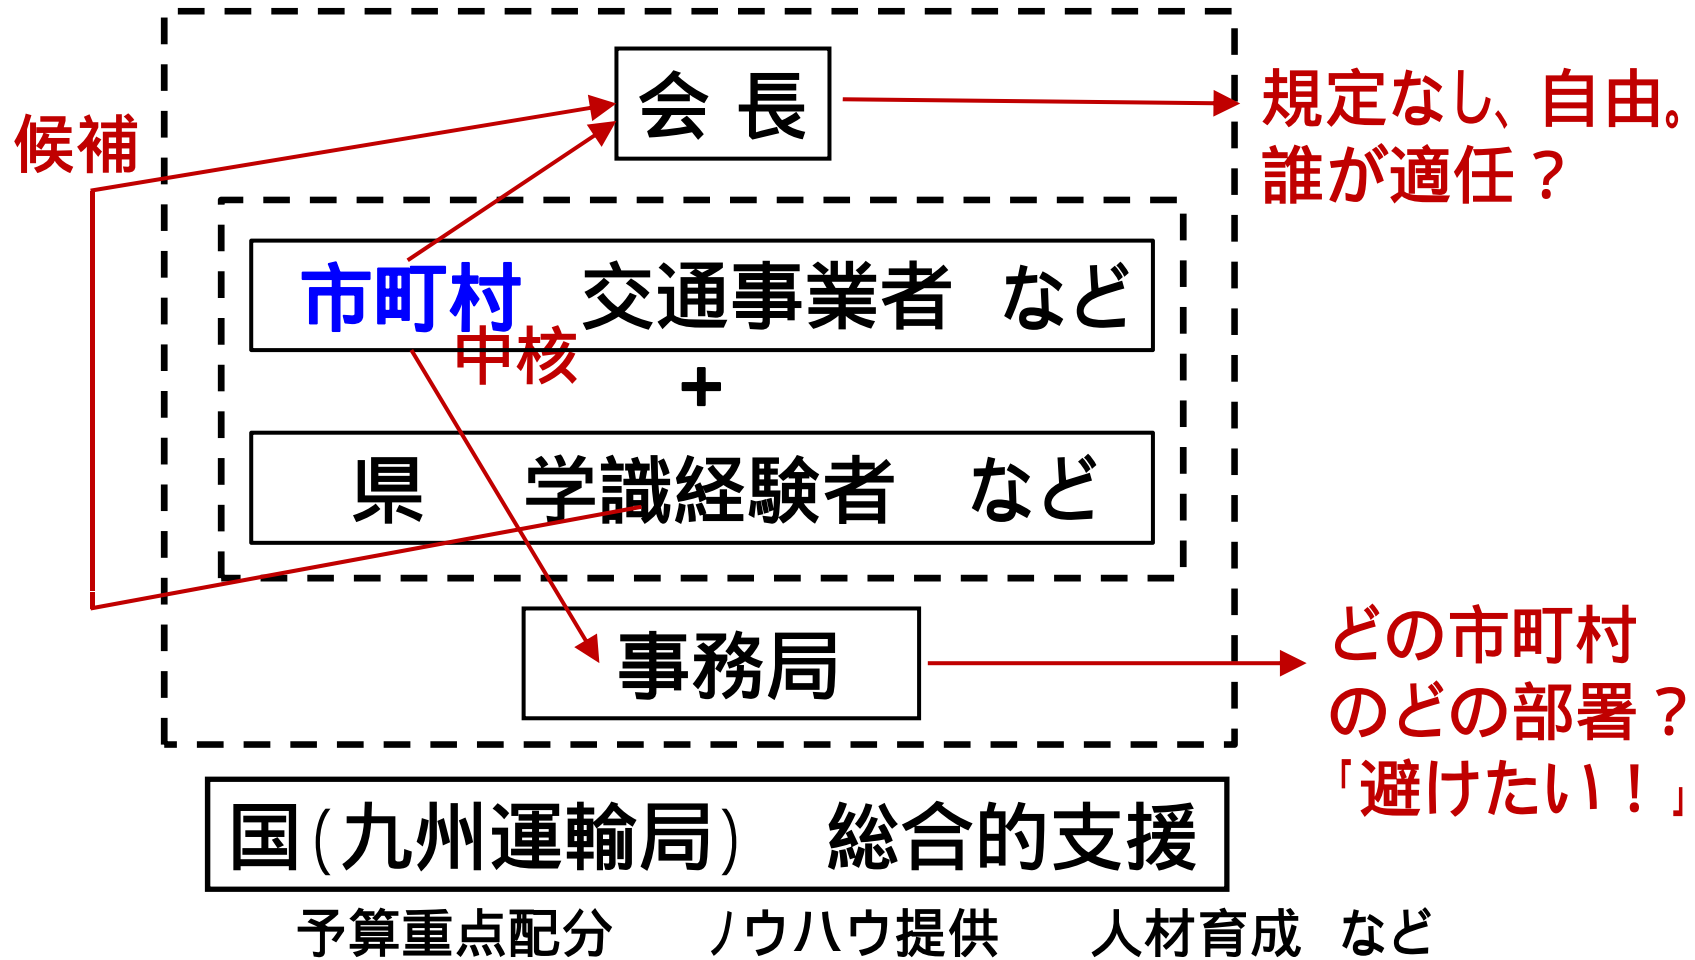 会 長
規定なし、自由。
誰が適任？
候補
市町村 交通事業者 など
中核
＋
県 学識経験者 など
事務局
どの市町村
のどの部署？
「避けたい！」
国(九州運輸局) 総合的支援
予算重点配分 ノウハウ提供 人材育成 など